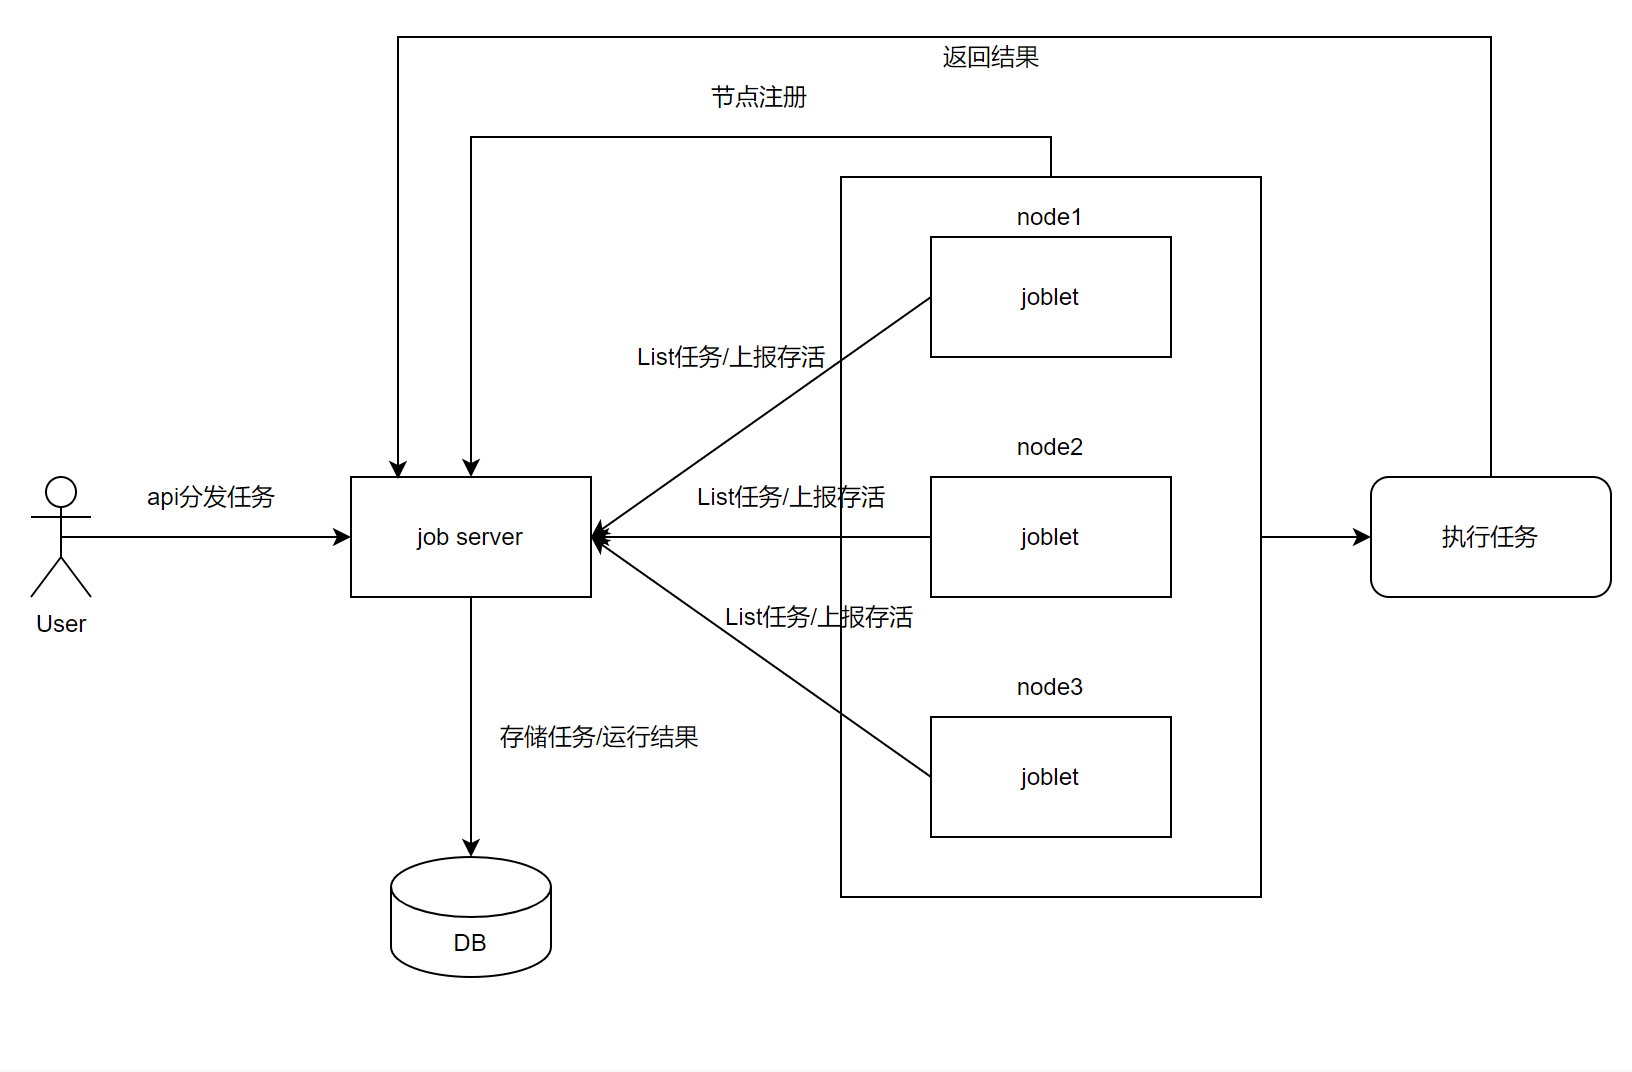 返回结果
节点注册
node1
joblet
List任务/上报存活
node2
api分发任务
List任务/上报存活
job server
joblet
执行任务
User
List任务/上报存活
node3
存储任务/运行结果
joblet
DB